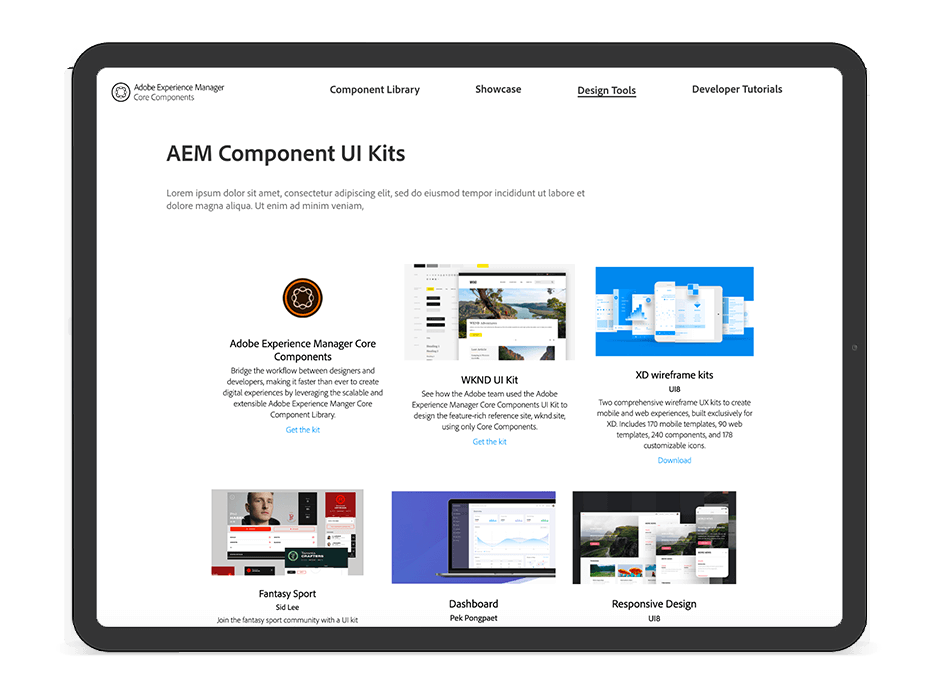 Adobe Experience Manager
Core Components
Component Library
Showcase
Design Tools
Developer Tutorials
AEM Component UI Kits
Lorem ipsum dolor sit amet, consectetur adipiscing elit, sed do eiusmod tempor incididunt ut labore et
dolore magna aliqua. Ut enim ad minim veniam,
Adobe Experience Manager Core
Components
Bridge the workflow between designers and
developers, making it faster than ever to create
digital experiences by leveraging the scalable and
extensible Adobe Experience Manger Core
Component Library.
Get the kit
WKND UI Kit
See how the Adobe team used the Adobe
Experience Manager Core Components UI Kit to
design the feature-rich reference site, wknd.site,
using only Core Components.
Get the kit
XD wireframe kits
UI8
Two comprehensive wireframe UX kits to create
mobile and web experiences, built exclusively for
XD. Includes 170 mobile templates, 90 web
templates, 240 components, and 178
customizable icons.
Download
Fantasy Sport
Sid Lee
Join the fantasy sport community with a UI kit
Dashboard
Pek Pongpaet
Responsive Design
UI8